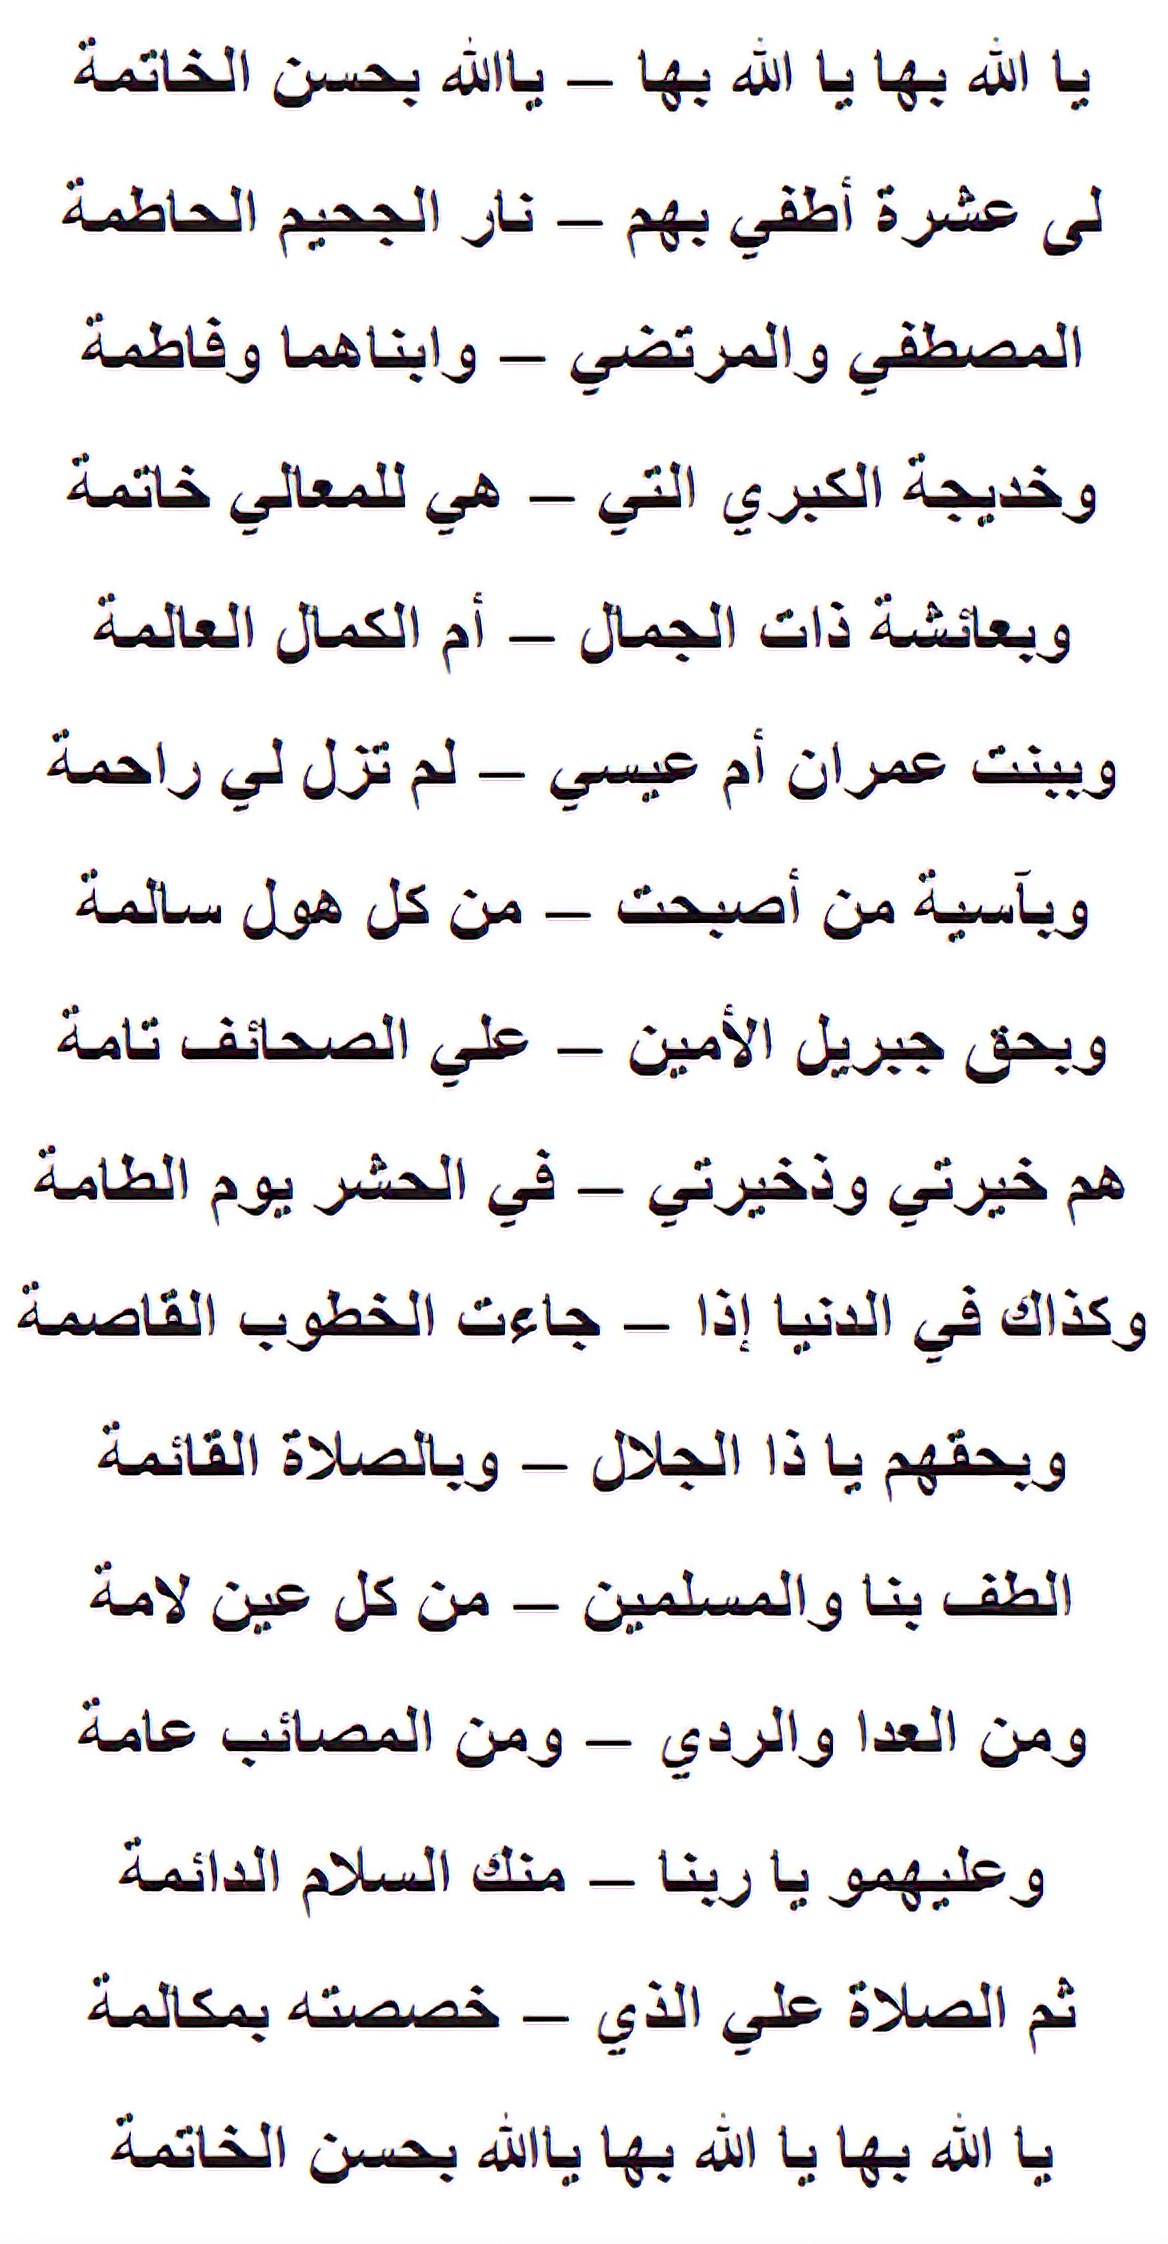 يا الله بها يا الله بها – ياالله بحسن الخاتمة
لى عشرة أطفي بهم – نار الجحيم الحاطمة
المصطفي والمرتضي – وابناهما وفاطمة
وخديجة الكبري التي – هي للمعالي خاتمة
وبعائشة ذات الجمال – أم الكمال العالمة
وببنت عمران أم عيسي – لم تزل لي راحمة
وبآسية من أصبحت – من كل هول سالمة
وبحق جبريل الأمين – علي الصحائف تامة
هم خيرتي وذخيرتي – في الحشر يوم الطامة
وكذاك في الدنيا إذا – جاءت الخطوب القاصمة
وبحقهم يا ذا الجلال – وبالصلاة القائمة
الطف بنا والمسلمين – من كل عين لامة
ومن العدا والردي – ومن المصائب عامة
وعليهمو يا ربنا – منك السلام الدائمة
ثم الصلاة علي الذي – خصصته بمكالمة
يا الله بها يا الله بها ياالله بحسن الخاتمة